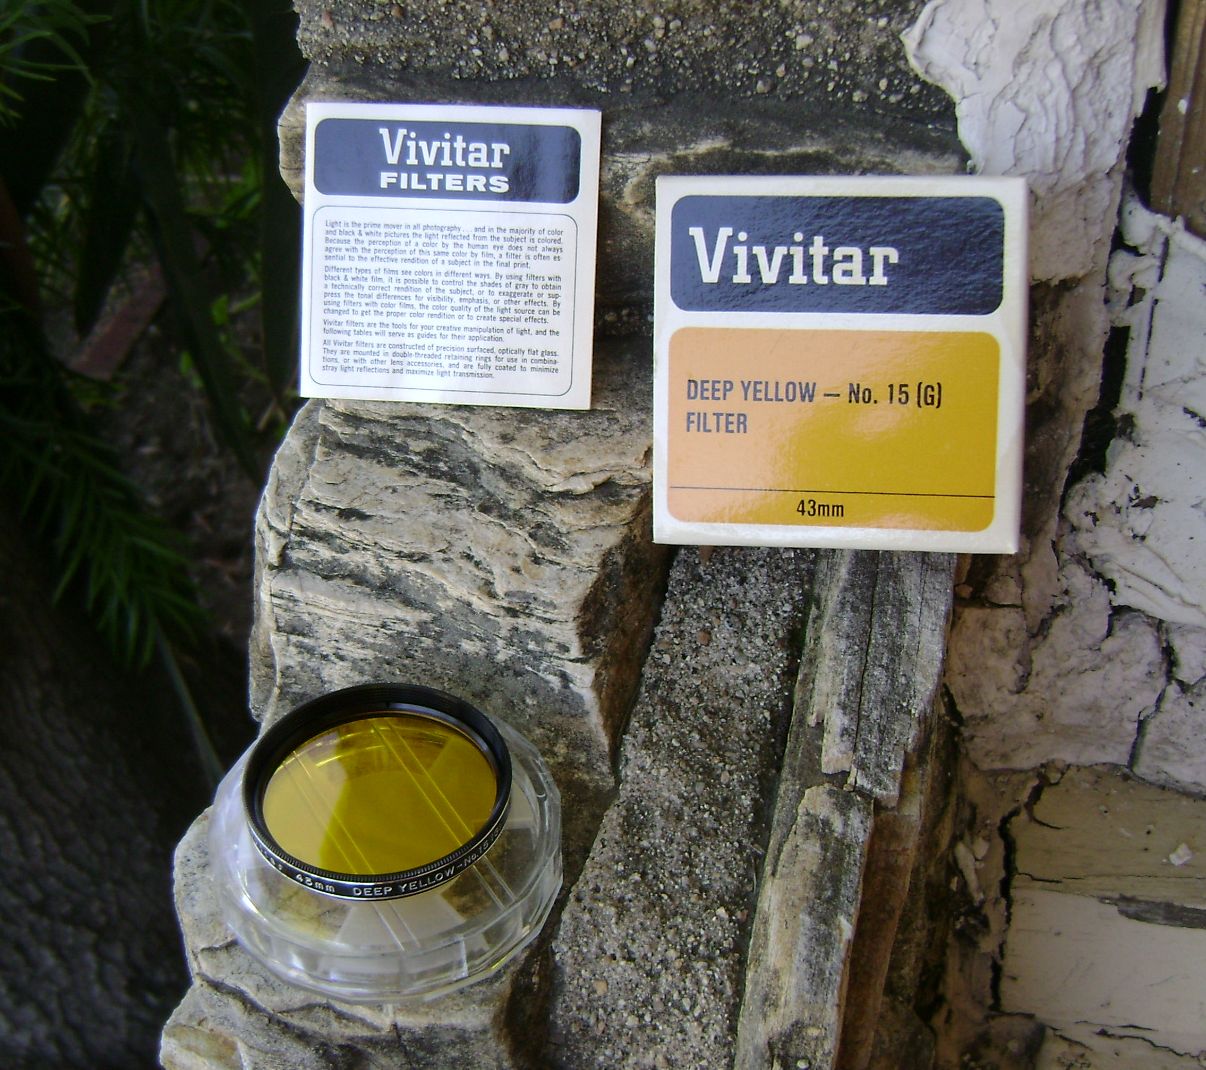 Vivitar
FILTERS
Light is the prime mover in all photography . . . and in the majority of color
and black & white pictures the light reflected from the subject is colored.
Because the perception of a color by the human eye does not always
agree with the perception of this same color by film, a filter is often es-
sential to the effective rendition of a subject in the final print.
Different types of films see colors in different ways. By using filters with
black & white film, it is possible to control the shades of gray to obtain
a technically correct rendition of the subject, or to exaggerate or sup-
press the tonal differences for visibility, emphasis, or other effects. By
using filters with color films, the color quality of the light source can be
changed to get the proper color rendition or to create special effects.
Vivitar filters are the tools for your creative manipulation of light, and the
following tables will serve as guides for their application.
All Vivitar filters are constructed of precision surfaced, optically flat glass.
They are mounted in double-threaded retaining rings for use in combina-
tions, or with other lens accessories, and are fully coated to minimize
stray light reflections and maximize light transmission.
Vivitar
DEEP YELLOW — No. 15 (G)
FILTER
43mm
43mm DEEP YELLOW-No.15